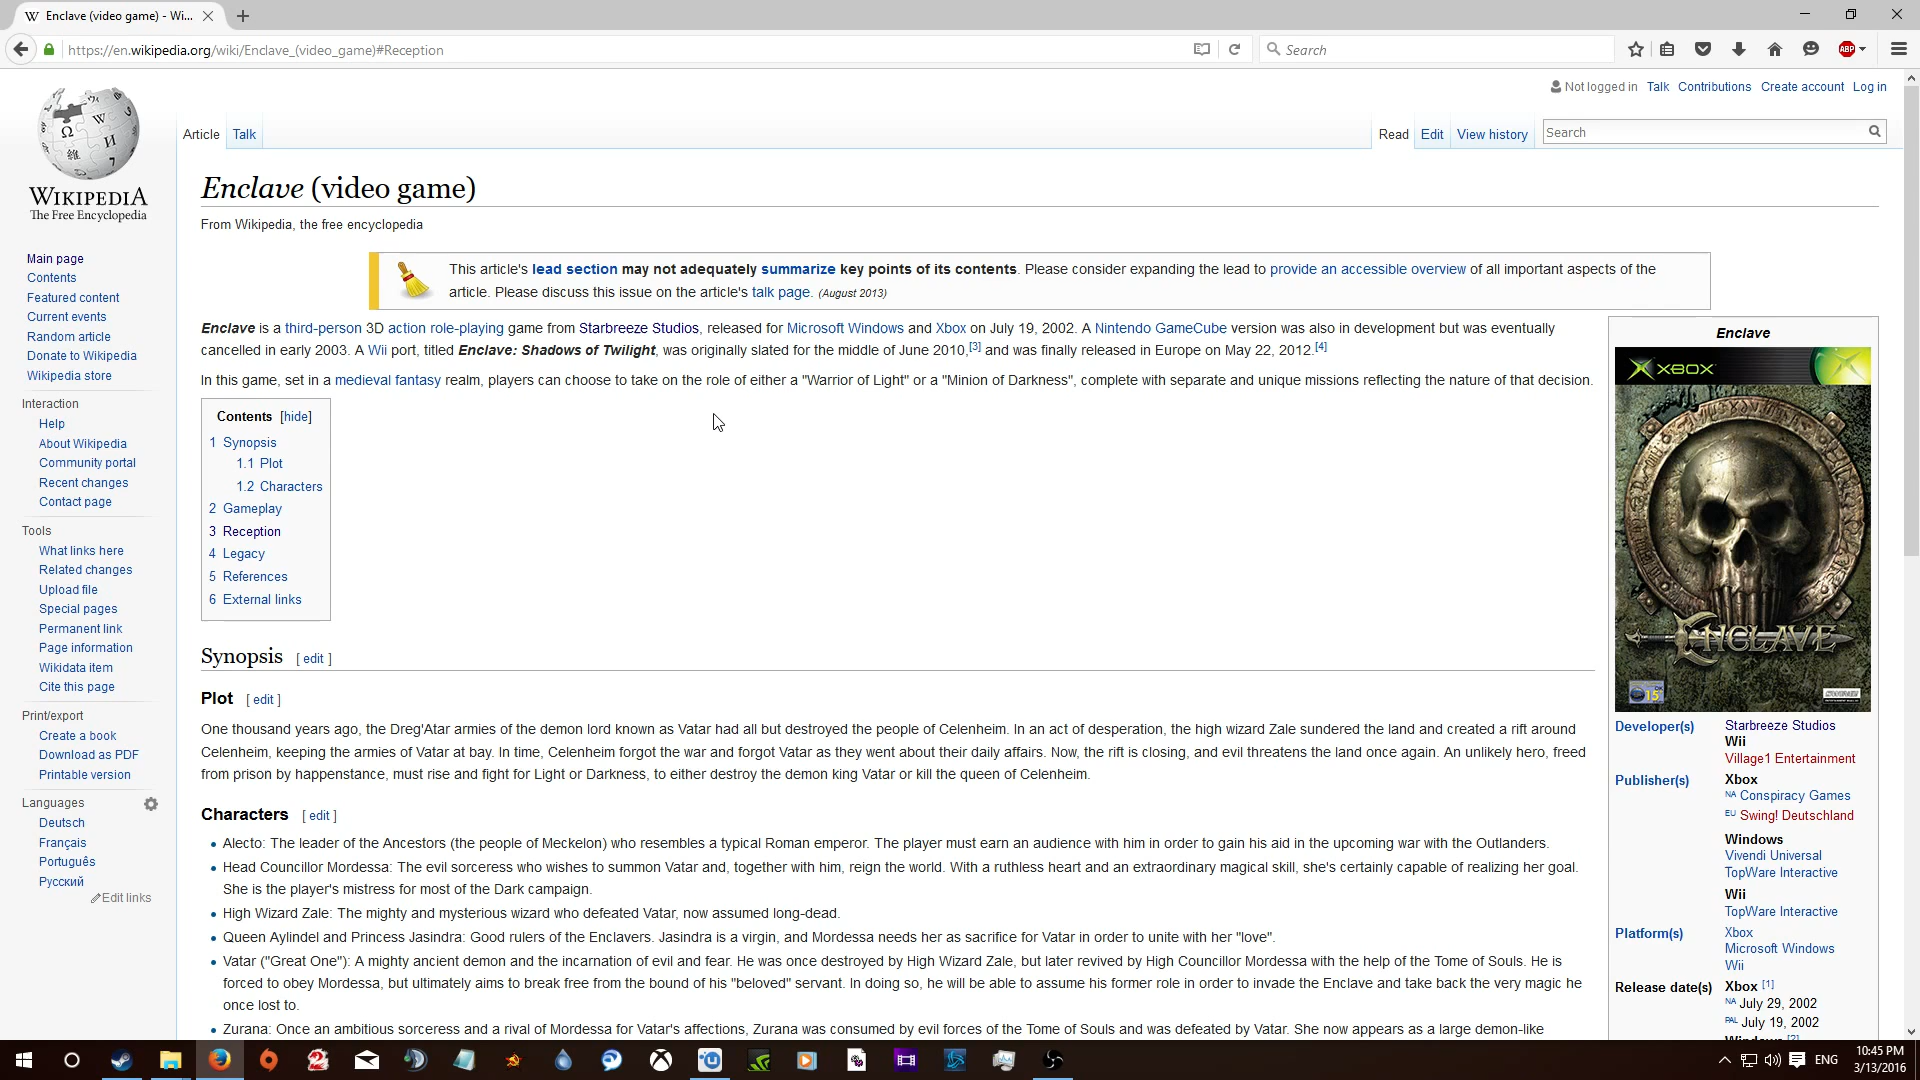 Enclave (video game) - Wi...
https://en.wikipedia.org/wiki/Enclave_(video_game)#Reception
Search
ABP
Not logged in Talk Contributions Create account Log in
WIKIPEDIA
The Free Encyclopedia
Article Talk
Read Edit View history Search
Enclave (video game)
From Wikipedia, the free encyclopedia
This article's lead section may not adequately summarize key points of its contents. Please consider expanding the lead to provide an accessible overview of all important aspects of the
article. Please discuss this issue on the article's talk page. (August 2013)
Enclave is a third-person 3D action role-playing game from Starbreeze Studios, released for Microsoft Windows and Xbox on July 19, 2002. A Nintendo GameCube version was also in development but was eventually
cancelled in early 2003. A Wii port, titled Enclave: Shadows of Twilight, was originally slated for the middle of June 2010,[3] and was finally released in Europe on May 22, 2012.[4]
In this game, set in a medieval fantasy realm, players can choose to take on the role of either a "Warrior of Light" or a "Minion of Darkness", complete with separate and unique missions reflecting the nature of that decision.
Contents [hide]
1 Synopsis
1.1 Plot
1.2 Characters
2 Gameplay
3 Reception
4 Legacy
5 References
6 External links
Synopsis [ edit ]
Plot [ edit ]
One thousand years ago, the Dreg'Atar armies of the demon lord known as Vatar had all but destroyed the people of Celenheim. In an act of desperation, the high wizard Zale sundered the land and created a rift around
Celenheim, keeping the armies of Vatar at bay. In time, Celenheim forgot the war and forgot Vatar as they went about their daily affairs. Now, the rift is closing, and evil threatens the land once again. An unlikely hero, freed
from prison by happenstance, must rise and fight for Light or Darkness, to either destroy the demon king Vatar or kill the queen of Celenheim.
Characters [ edit ]
Alecto: The leader of the Ancestors (the people of Meckelon) who resembles a typical Roman emperor. The player must earn an audience with him in order to gain his aid in the upcoming war with the Outlanders.
Head Councillor Mordessa: The evil sorceress who wishes to summon Vatar and, together with him, reign the world. With a ruthless heart and an extraordinary magical skill, she's certainly capable of realizing her goal.
She is the player's mistress for most of the Dark campaign.
High Wizard Zale: The mighty and mysterious wizard who defeated Vatar, now assumed long-dead.
Queen Aylindel and Princess Jasindra: Good rulers of the Enclavers. Jasindra is a virgin, and Mordessa needs her as sacrifice for Vatar in order to unite with her "love".
Vatar ("Great One"): A mighty ancient demon and the incarnation of evil and fear. He was once destroyed by High Wizard Zale, but later revived by High Councillor Mordessa with the help of the Tome of Souls. He is
forced to obey Mordessa, but ultimately aims to break free from the bound of his "beloved" servant. In doing so, he will be able to assume his former role in order to invade the Enclave and take back the very magic he
once lost to.
Zurana: Once an ambitious sorceress and a rival of Mordessa for Vatar's affections, Zurana was consumed by evil forces of the Tome of Souls and was defeated by Vatar. She now appears as a large demon-like
Main page
Contents
Featured content
Current events
Random article
Donate to Wikipedia
Wikipedia store
Interaction
Help
About Wikipedia
Community portal
Recent changes
Contact page
Tools
What links here
Related changes
Upload file
Special pages
Permanent link
Page information
Wikidata item
Cite this page
Print/export
Create a book
Download as PDF
Printable version
Languages
Deutsch
Français
Português
Русский
Edit links
Enclave
XBOX
ENCLAVE
15
Developer(s) Starbreeze Studios
Wii
Village1 Entertainment
Publisher(s) Xbox
NA Conspiracy Games
EU Swing! Deutschland
Windows
Vivendi Universal
TopWare Interactive
Wii
TopWare Interactive
Platform(s) Xbox
Microsoft Windows
Wii
Release date(s) Xbox [1]
NA July 29, 2002
PAL July 19, 2002
Windows [2]
ENG
10:45 PM
3/13/2016